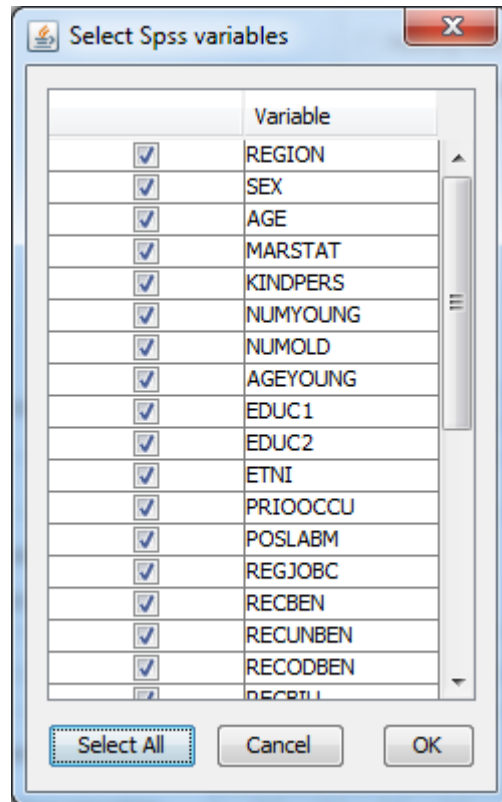 Select Spss variables
Variable
REGION
SEX
AGE
MARSTAT
KINDPERS
NUMYOUNG
NUMOLD
AGEYOUNG
EDUC1
EDUC2
ETNI
PRIOOCCU
POSLABM
REGJOBC
RECBEN
RECUNBEN
RECODBEN
Select All Cancel OK